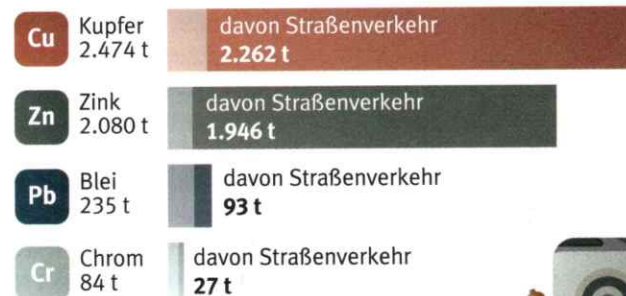 Cu
Kupfer
2.474 t
davon Straßenverkehr
2.262 t
Zn
Zink
2.080 t
davon Straßenverkehr
1.946 t
Pb
Blei
235 t
davon Straßenverkehr
93 t
Cr
Chrom
84 t
davon Straßenverkehr
27 t